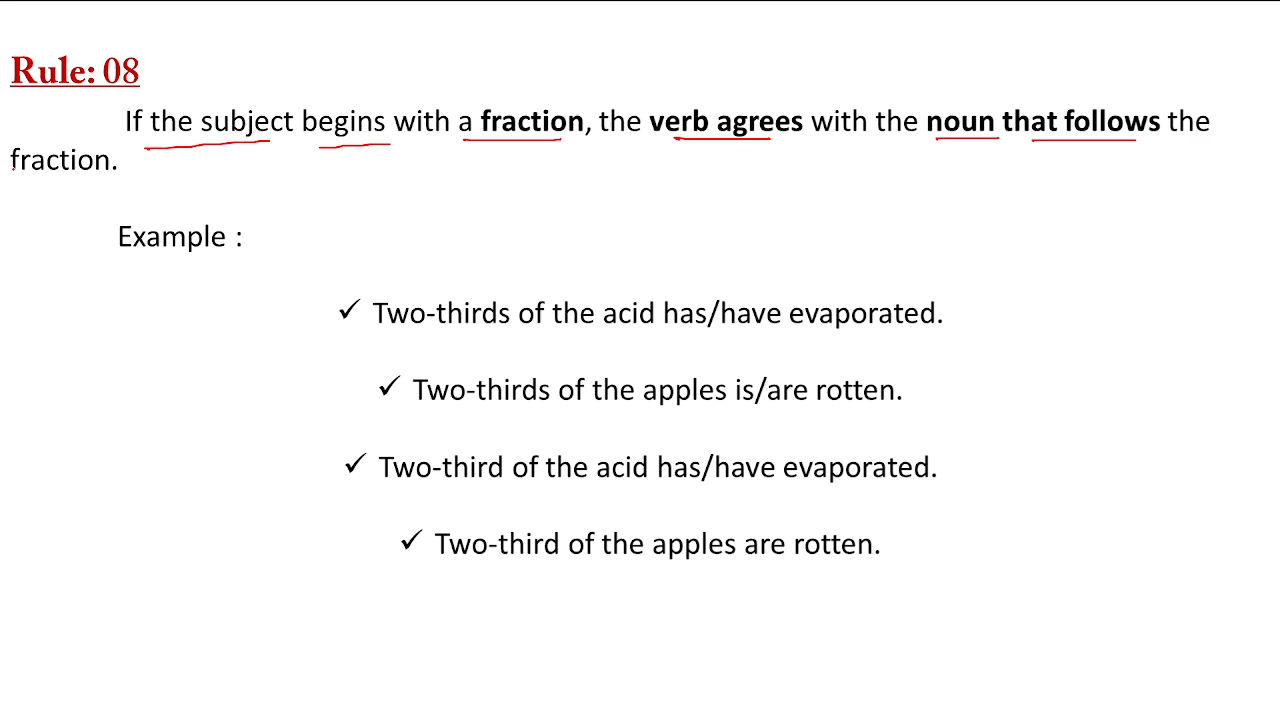 Rule: 08
If the subject begins with a fraction, the verb agrees with the noun that follows the
fraction.
Example :
✓ Two-thirds of the acid has/have evaporated.
✓ Two-thirds of the apples is/are rotten.
✓ Two-third of the acid has/have evaporated.
✓ Two-third of the apples are rotten.